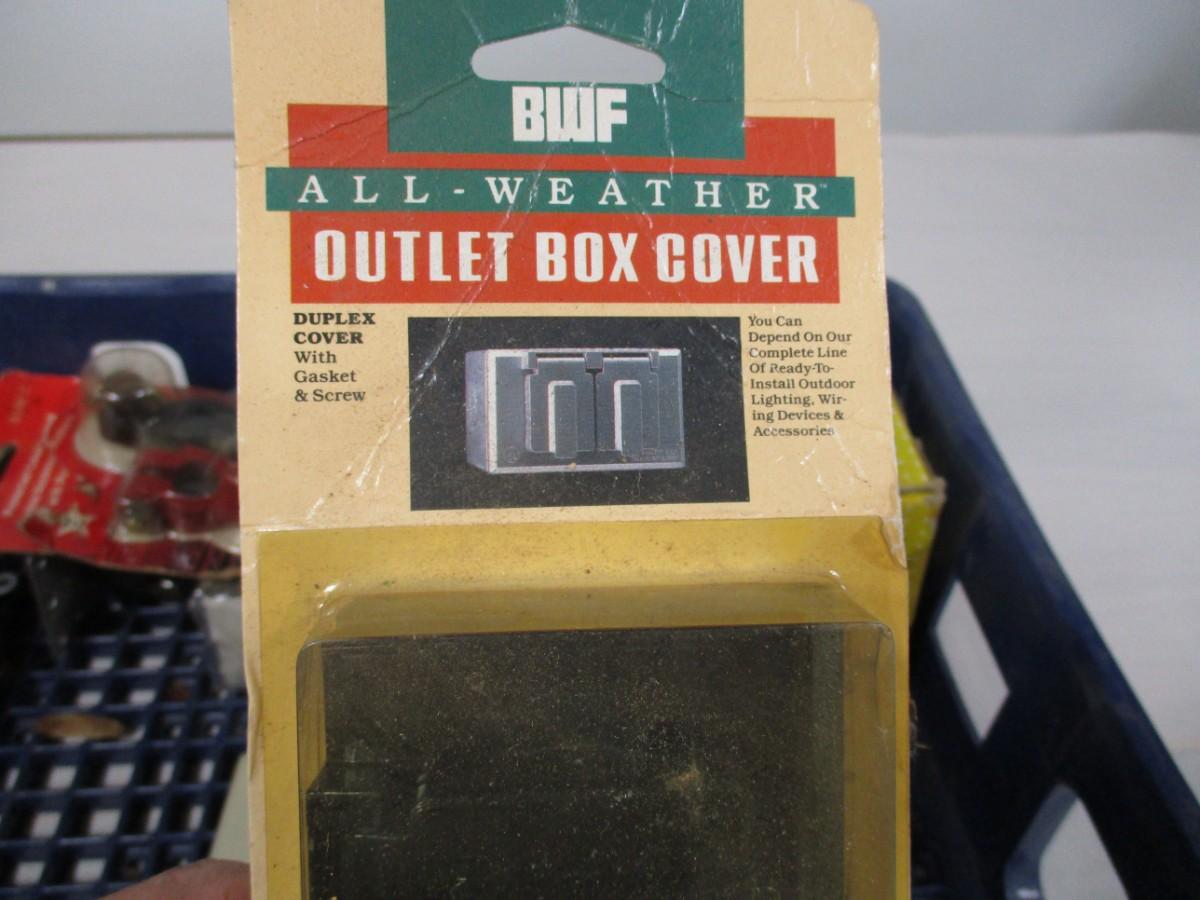 BWF
ALL-WEATHER™
OUTLET BOX COVER
DUPLEX
COVER
With
Gasket
& Screw
You Can
Depend On Our
Complete Line
Of Ready-To-
Install Outdoor
Lighting, Wir-
ing Devices &
Accessories